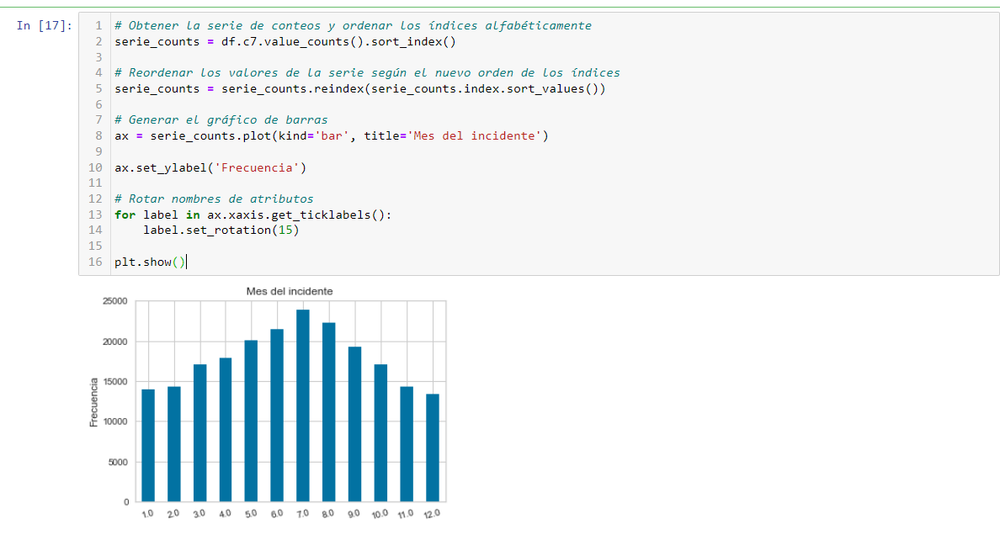 In [17]:
1 # Obtener la serie de conteos y ordenar los índices alfabéticamente
2 serie_counts = df.c7.value_counts().sort_index()
3
4 # Reordenar los valores de la serie según el nuevo orden de los índices
5 serie_counts = serie_counts.reindex(serie_counts.index.sort_values())
6
7 # Generar el gráfico de barras
8 ax = serie_counts.plot(kind='bar', title='Mes del incidente')
9
10 ax.set_ylabel('Frecuencia')
11
12 # Rotar nombres de atributos
13 for label in ax.xaxis.get_ticklabels():
14     label.set_rotation(15)
15
16 plt.show()
Mes del incidente
25000
20000
15000
10000
5000
0
Frecuencia
1.0 2.0 3.0 4.0 5.0 6.0 7.0 8.0 9.0 10.0 11.0 12.0